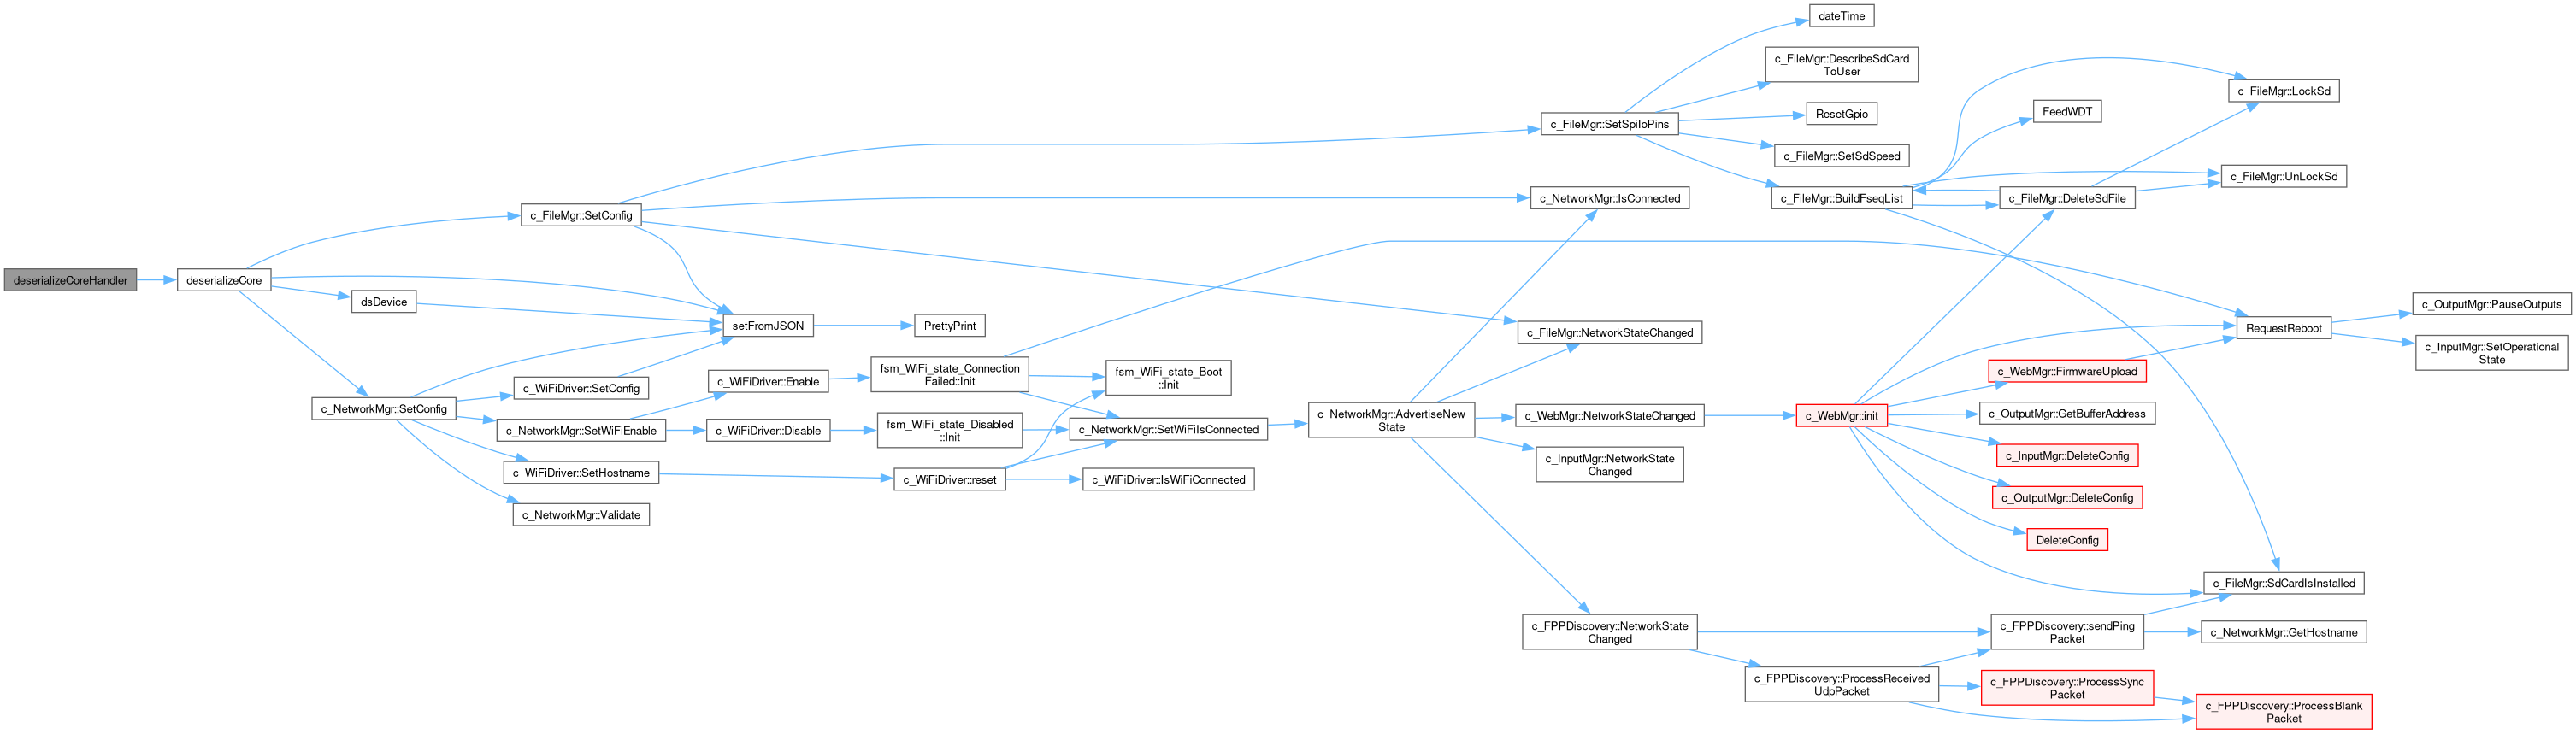 deserializeCoreHandler
deserializeCore
c_FileMgr::SetConfig
dsDevice
c_NetworkMgr::SetConfig
setFromJSON
PrettyPrint
c_WiFiDriver::SetConfig
c_NetworkMgr::SetWiFiEnable
c_WiFiDriver::SetHostname
c_NetworkMgr::Validate
c_WiFiDriver::Enable
c_WiFiDriver::Disable
fsm_WiFi_state_Connection
Failed::Init
fsm_WiFi_state_Disabled
::Init
c_WiFiDriver::reset
fsm_WiFi_state_Boot
::Init
c_NetworkMgr::SetWiFiIsConnected
c_WiFiDriver::IsWiFiConnected
c_NetworkMgr::AdvertiseNew
State
c_FileMgr::SetSpiIoPins
c_NetworkMgr::IsConnected
c_FileMgr::NetworkStateChanged
c_WebMgr::NetworkStateChanged
c_InputMgr::NetworkState
Changed
c_FPPDiscovery::NetworkState
Changed
dateTime
c_FileMgr::DescribeSdCard
ToUser
ResetGpio
c_FileMgr::SetSdSpeed
c_FileMgr::BuildFseqList
c_WebMgr::init
c_FPPDiscovery::ProcessReceived
UdpPacket
FeedWDT
c_FileMgr::DeleteSdFile
c_WebMgr::FirmwareUpload
c_OutputMgr::GetBufferAddress
c_InputMgr::DeleteConfig
c_OutputMgr::DeleteConfig
DeleteConfig
c_FPPDiscovery::sendPing
Packet
c_FPPDiscovery::ProcessSync
Packet
c_FileMgr::LockSd
c_FileMgr::UnLockSd
RequestReboot
c_FileMgr::SdCardIsInstalled
c_NetworkMgr::GetHostname
c_FPPDiscovery::ProcessBlank
Packet
c_OutputMgr::PauseOutputs
c_InputMgr::SetOperational
State